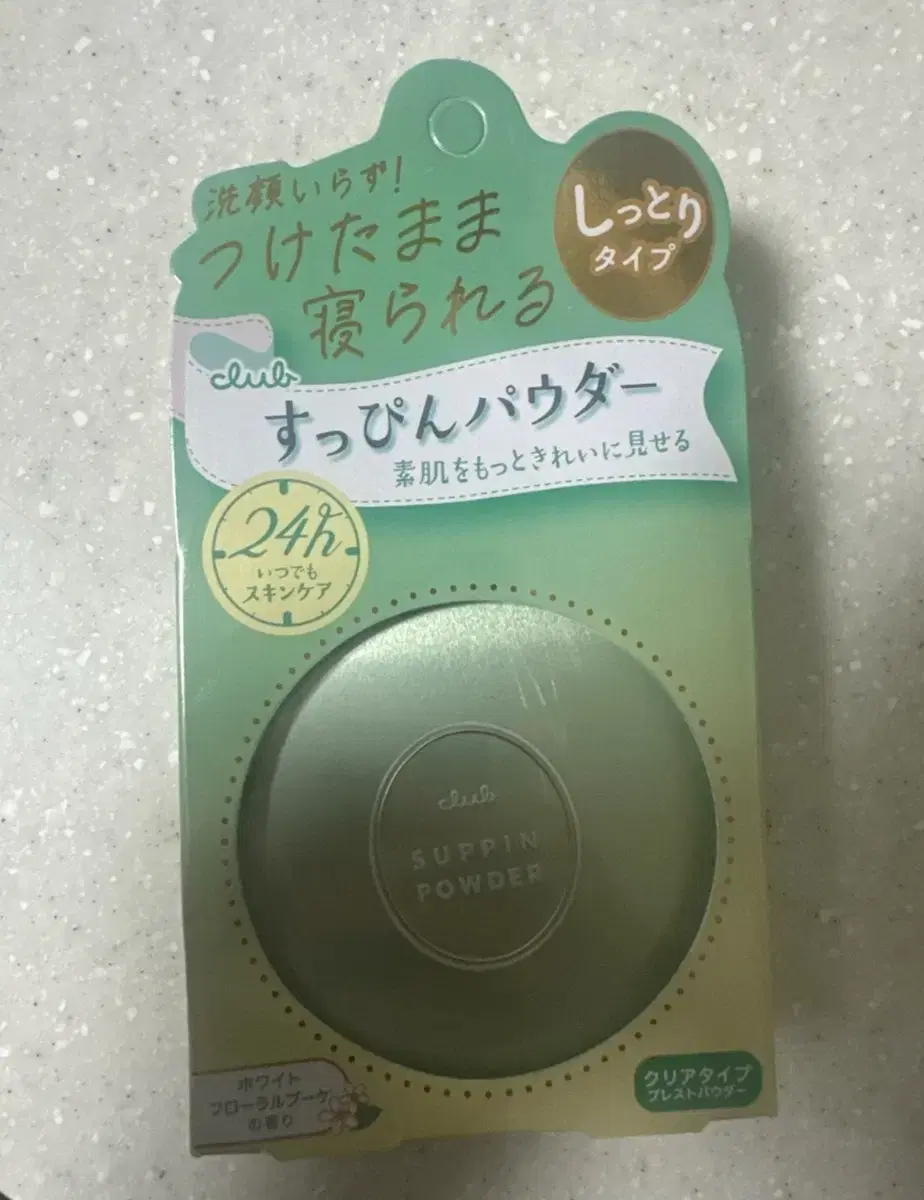 洗顔いらず!
つけたまま
寝られる
しっとり
タイプ
club
すっぴんパウダー
素肌をもっときれいに見せる
24h
いつでも
スキンケア
club
SUPPIN
POWDER
ホワイト
フローラルブーケ
の香り
クリアタイプ
プレストパウダー